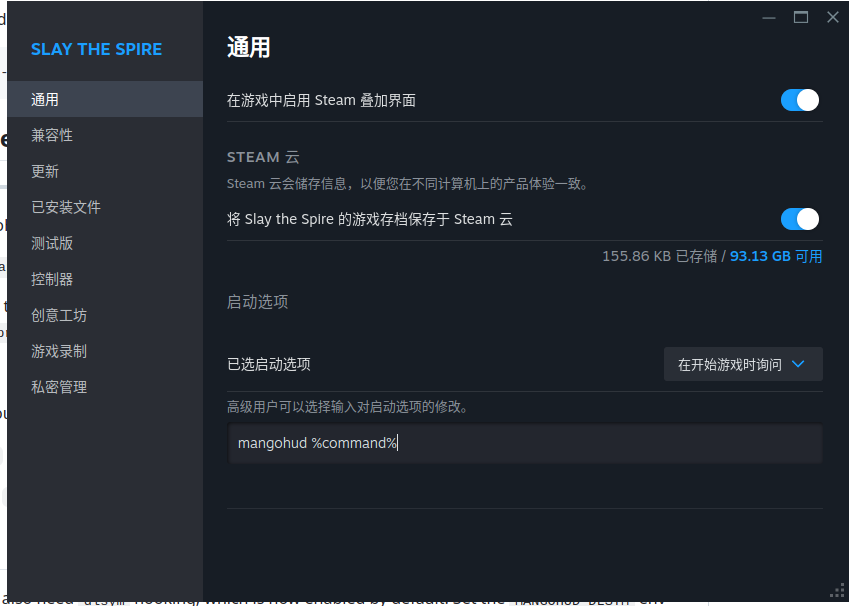 SLAY THE SPIRE
通用
兼容性
更新
已安装文件
测试版
控制器
创意工坊
游戏录制
私密管理
通用
在游戏中启用 Steam 叠加界面
STEAM 云
Steam 云会储存信息，以便您在不同计算机上的产品体验一致。
将 Slay the Spire 的游戏存档保存于 Steam 云
155.86 KB 已存储 / 93.13 GB 可用
启动选项
已选启动选项
在开始游戏时询问
高级用户可以选择输入对启动选项的修改。
mangohud %command%